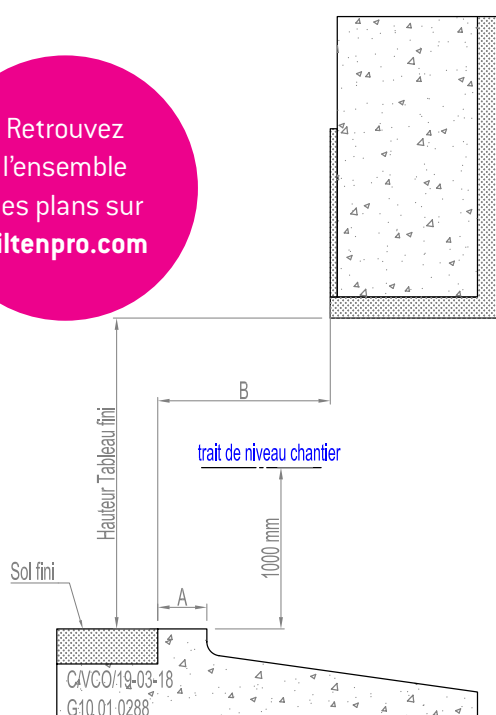 Retrouvez
l'ensemble
es plans sur
iltenpro.com
B
Hauteur Tableau fini
trait de niveau chantier
1000 mm
Sol fini
A
C/VCO/19-03-18
G10.01.0288